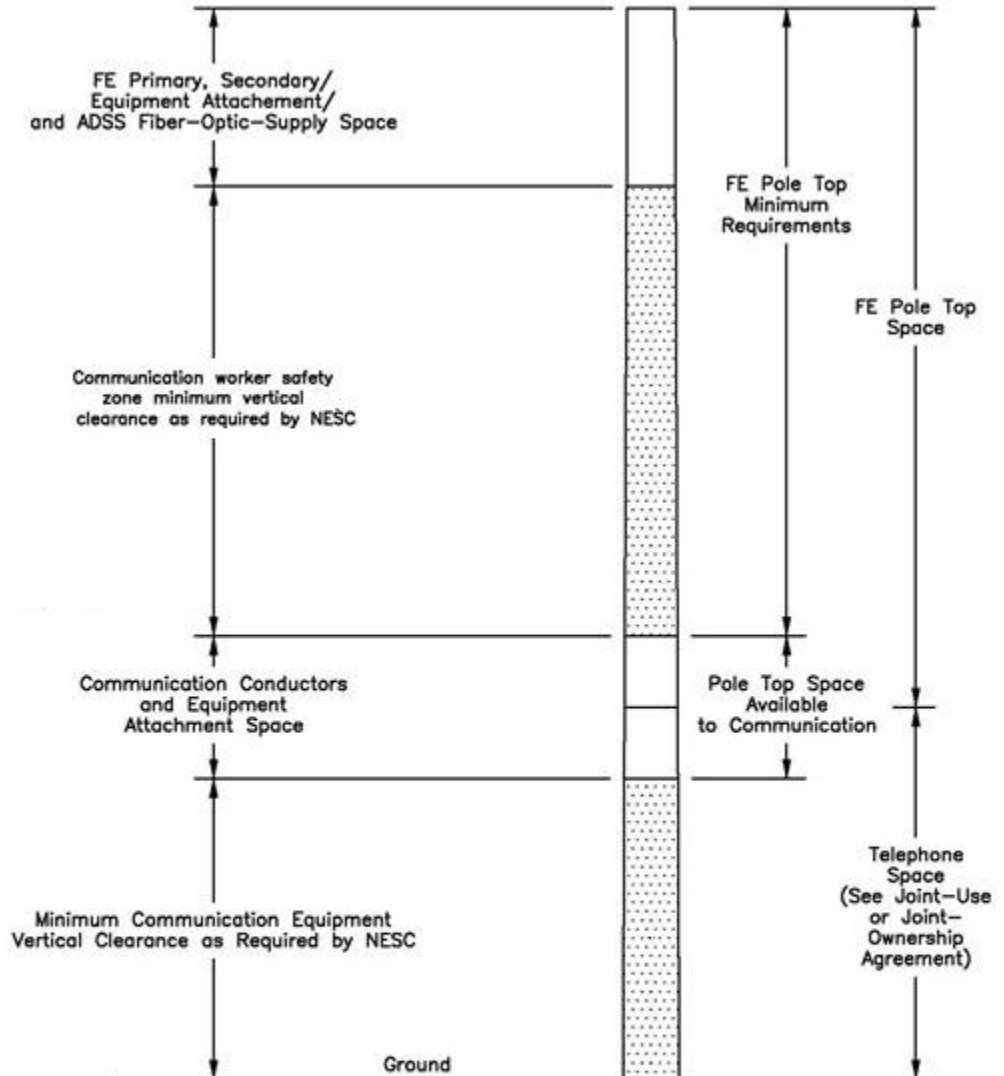 FE Primary, Secondary/
Equipment Attachement/
and ADSS Fiber-Optic-Supply Space
FE Pole Top
Minimum
Requirements
FE Pole Top
Space
Communication worker safety
zone minimum vertical
clearance as required by NESC
Communication Conductors
and Equipment
Attachment Space
Pole Top Space
Available
to Communication
Telephone
Space
(See Joint-Use
or Joint-
Ownership
Agreement)
Minimum Communication Equipment
Vertical Clearance as Required by NESC
Ground